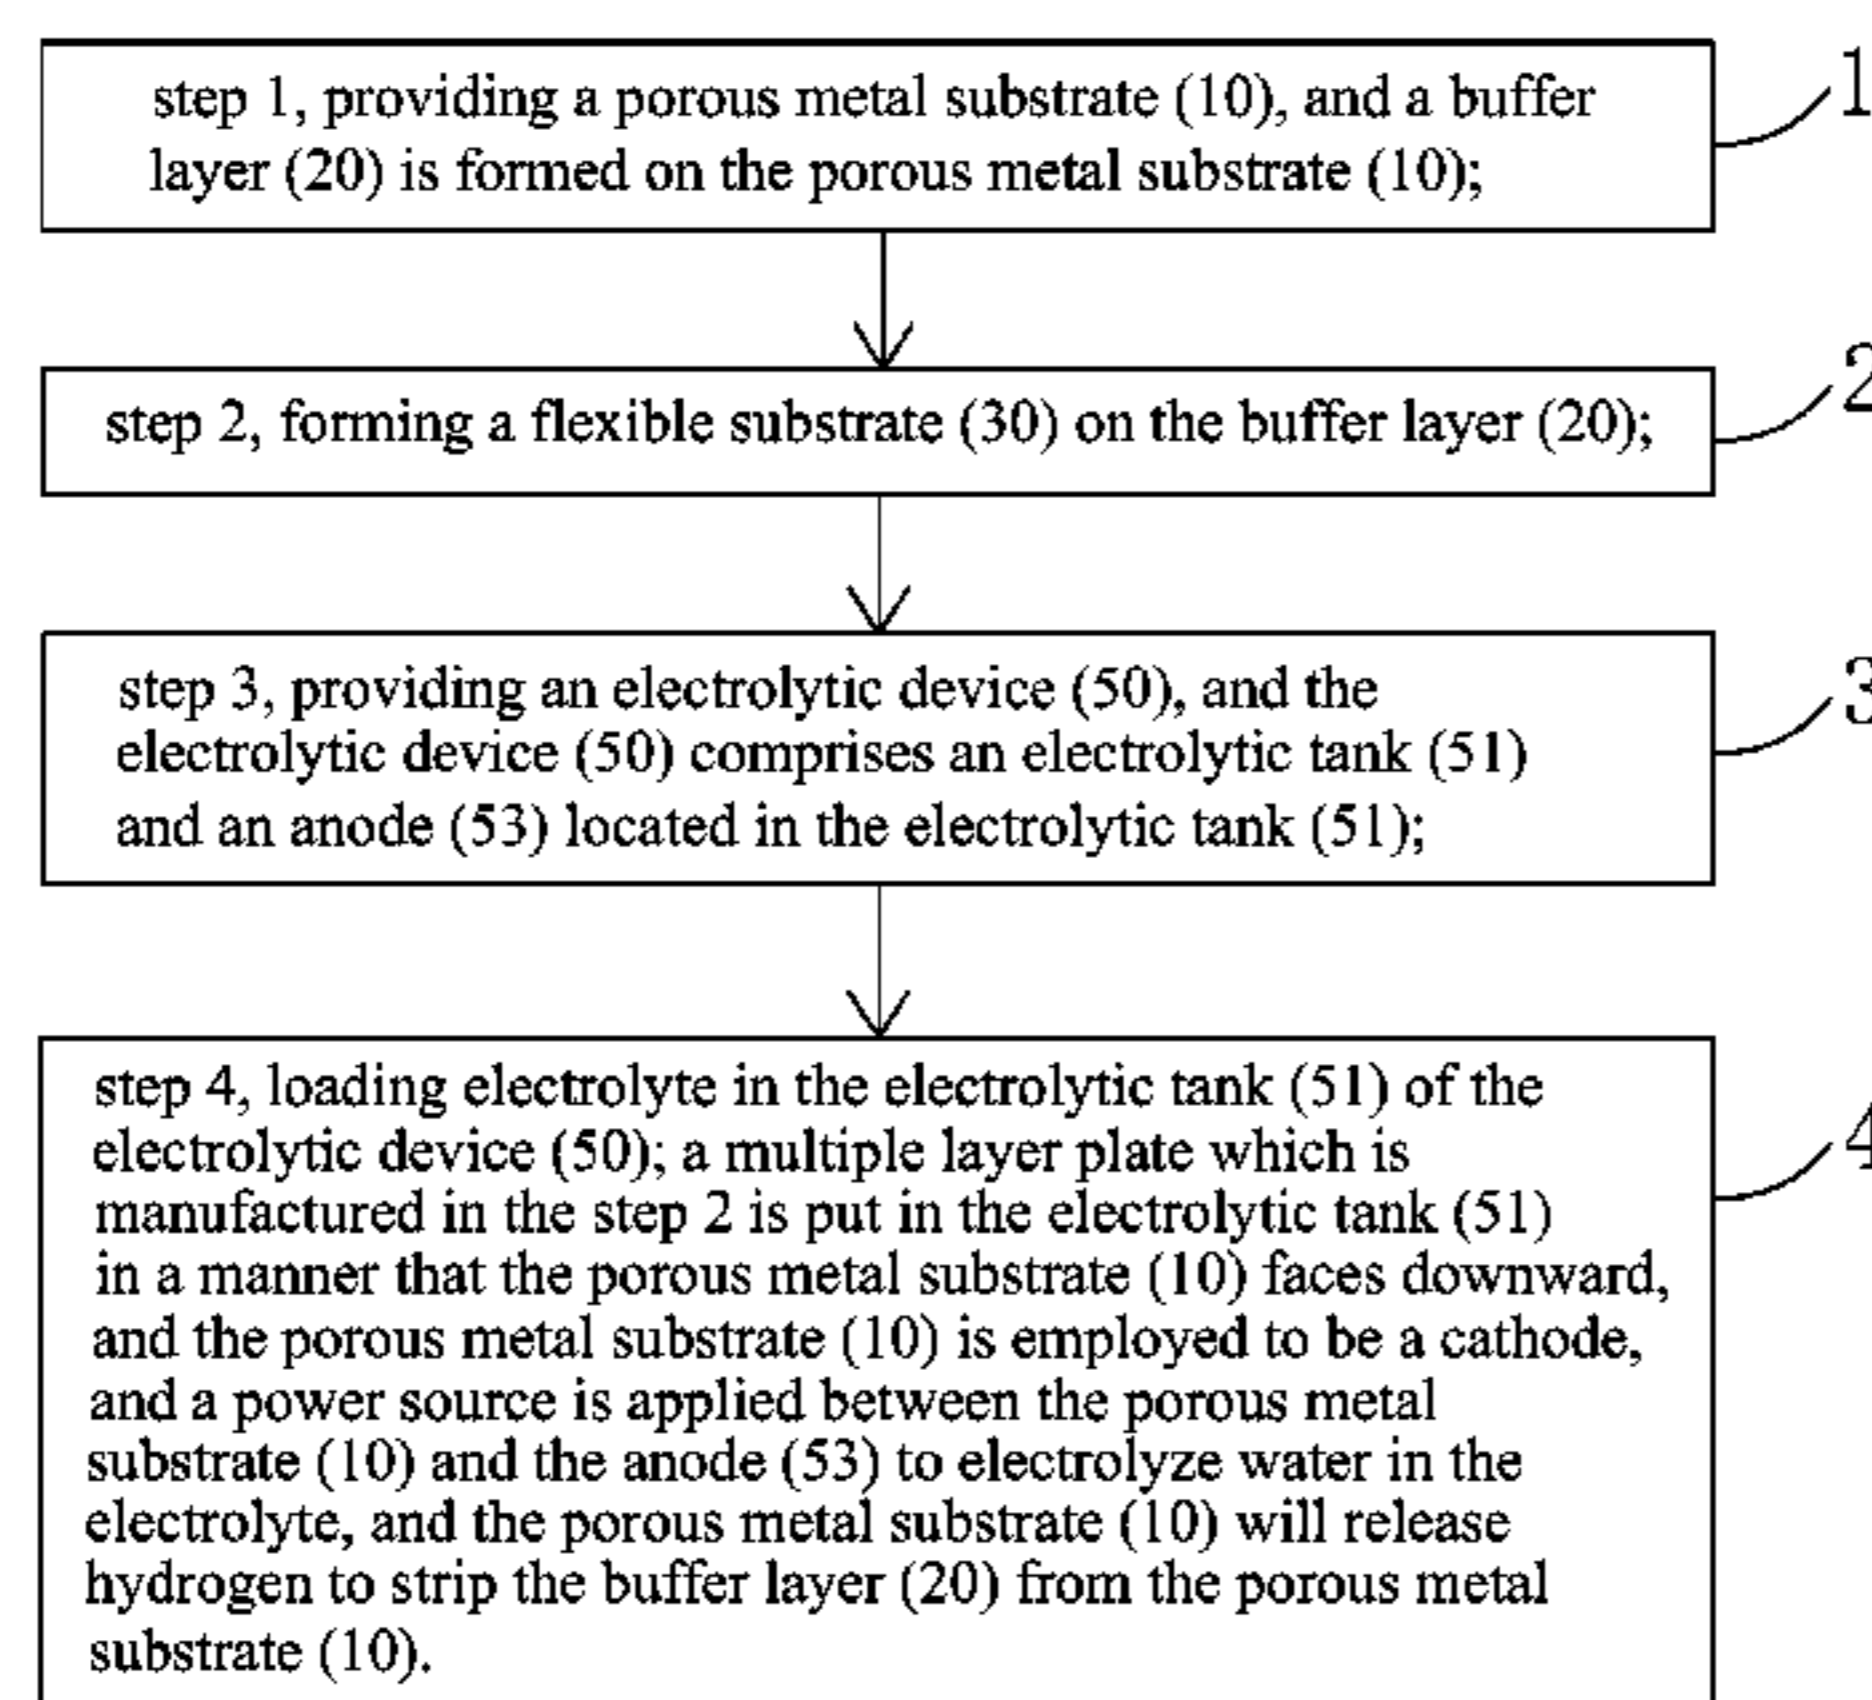 step 1, providing a porous metal substrate (10), and a buffer
layer (20) is formed on the porous metal substrate (10);
1
step 2, forming a flexible substrate (30) on the buffer layer (20);
2
step 3, providing an electrolytic device (50), and the
electrolytic device (50) comprises an electrolytic tank (51)
and an anode (53) located in the electrolytic tank (51);
3
step 4, loading electrolyte in the electrolytic tank (51) of the
electrolytic device (50); a multiple layer plate which is
manufactured in the step 2 is put in the electrolytic tank (51)
in a manner that the porous metal substrate (10) faces downward,
and the porous metal substrate (10) is employed to be a cathode,
and a power source is applied between the porous metal
substrate (10) and the anode (53) to electrolyze water in the
electrolyte, and the porous metal substrate (10) will release
hydrogen to strip the buffer layer (20) from the porous metal
substrate (10).
4